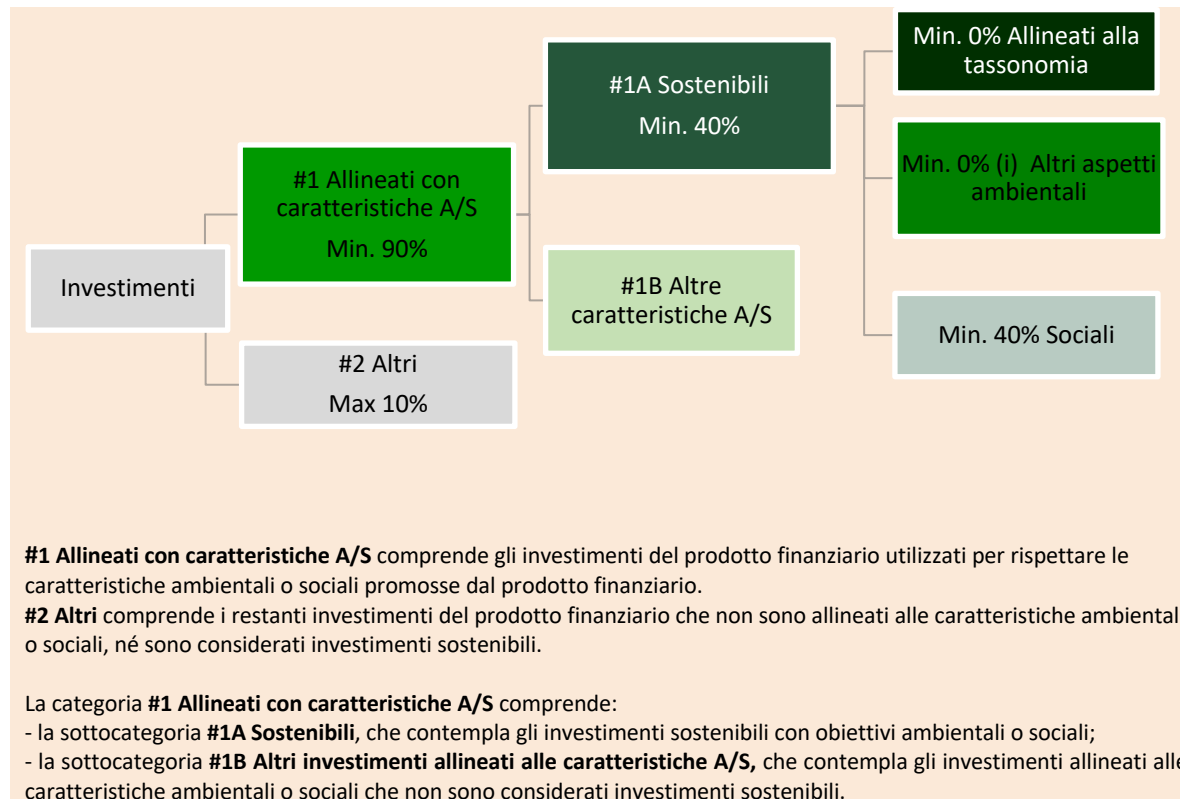 Investimenti
#1 Allineati con
caratteristiche A/S
Min. 90%
#2 Altri
Max 10%
#1A Sostenibili
Min. 40%
#1B Altre
caratteristiche A/S
Min. 0% Allineati alla
tassonomia
Min. 0% (i) Altri aspetti
ambientali
Min. 40% Sociali
#1 Allineati con caratteristiche A/S comprende gli investimenti del prodotto finanziario utilizzati per rispettare le
caratteristiche ambientali o sociali promosse dal prodotto finanziario.
#2 Altri comprende i restanti investimenti del prodotto finanziario che non sono allineati alle caratteristiche ambental
o sociali, né sono considerati investimenti sostenibili.
La categoria #1 Allineati con caratteristiche A/S comprende:
- la sottocategoria #1A Sostenibili, che contempla gli investimenti sostenibili con obiettivi ambientali o sociali;
- la sottocategoria #1B Altri investimenti allineati alle caratteristiche A/S, che contempla gli investimenti allineati alle
caratteristiche ambientali o sociali che non sono considerati investimenti sostenibili.